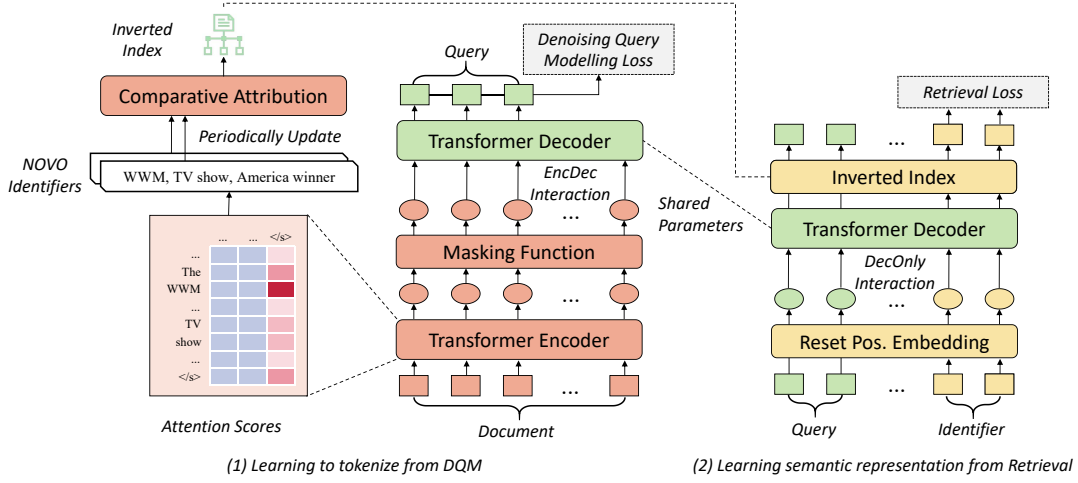 Inverted
Index
Comparative Attribution
Periodically Update
NOVO
Identifiers
WWM, TV show, America winner
... ... </s>
...
The
WWM
...
TV
show
...
</s>
Attention Scores
Query
Denoising Query
Modelling Loss
Transformer Decoder
EncDec
Interaction
...
Masking Function
...
Transformer Encoder
...
Document
(1) Learning to tokenize from DQM
Shared
Parameters
Retrieval Loss
...
Inverted Index
Transformer Decoder
DecOnly
Interaction
...
Reset Pos. Embedding
...
Query
Identifier
(2) Learning semantic representation from Retrieval